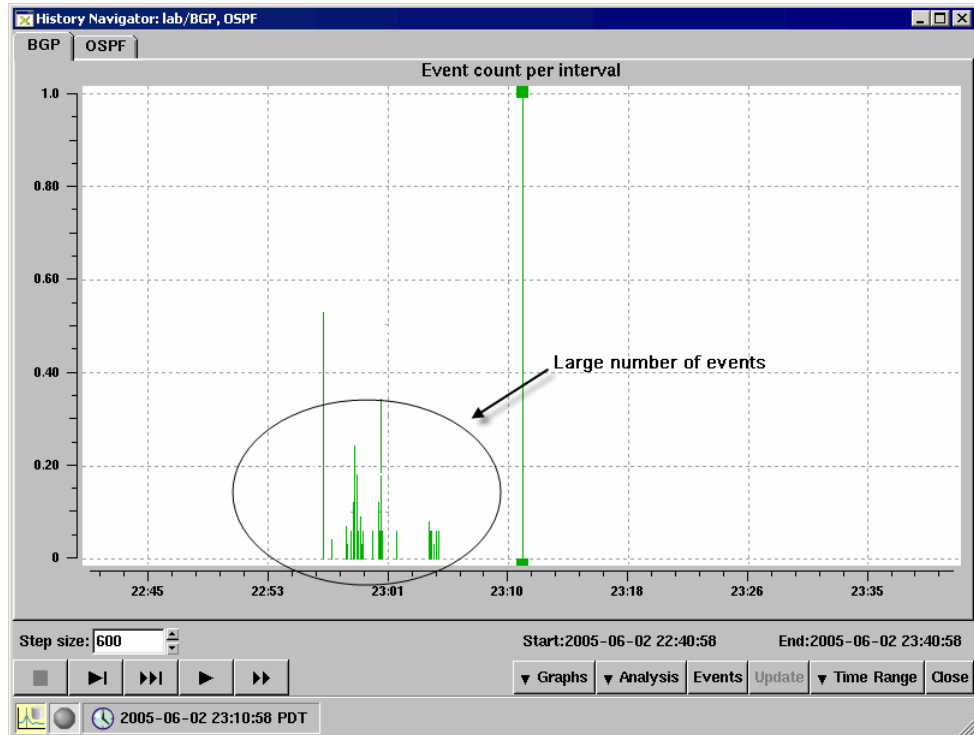 History Navigator: lab/BGP, OSPF
BGP OSPF
Event count per interval
1.0
0.80
0.60
0.40
Large number of events
0.20
0
22:45 22:53 23:01 23:10 23:18 23:26 23:35
Step size: 600 Start:2005-06-02 22:40:58 End:2005-06-02 23:40:58
Graphs Analysis Events Update Time Range Close
2005-06-02 23:10:58 PDT